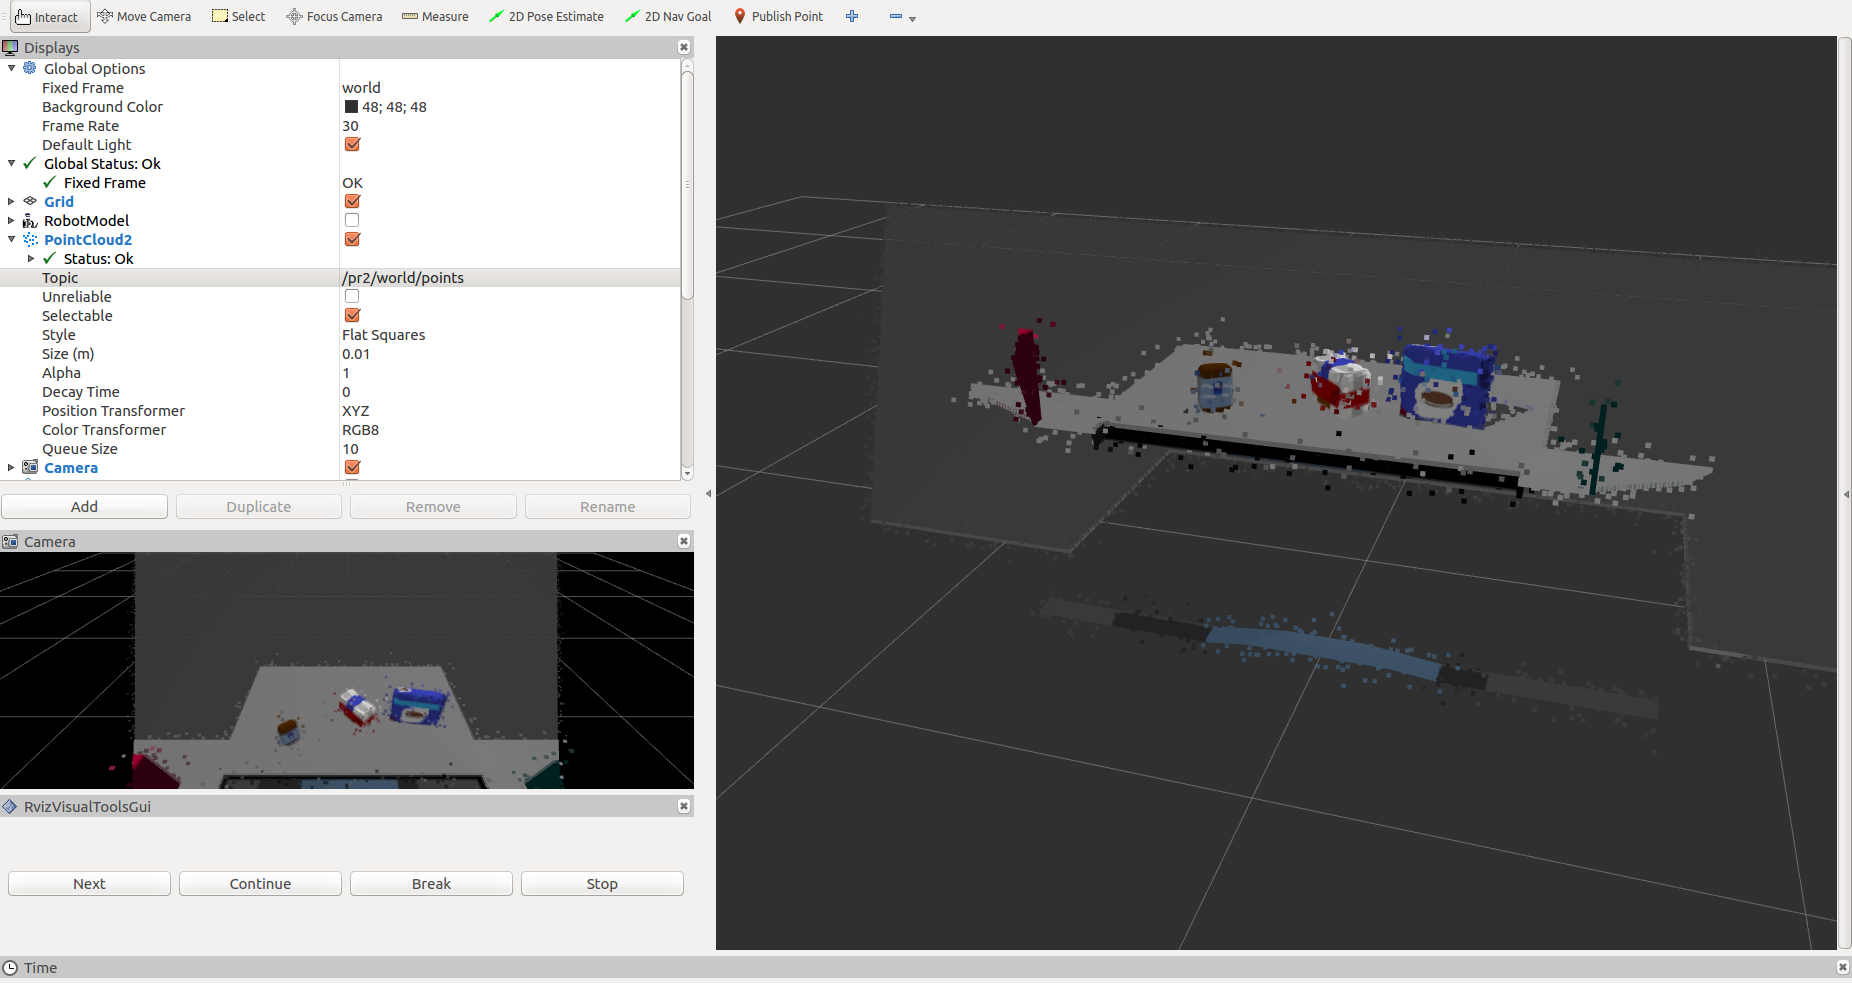 Interact Move Camera Select Focus Camera Measure 2D Pose Estimate 2D Nav Goal Publish Point
Displays
Global Options
Fixed Frame world
Background Color 48; 48; 48
Frame Rate 30
Default Light
Global Status: Ok
Fixed Frame OK
Grid
RobotModel
PointCloud2
Status: Ok
Topic /pr2/world/points
Unreliable
Selectable
Style Flat Squares
Size (m) 0.01
Alpha 1
Decay Time 0
Position Transformer XYZ
Color Transformer RGB8
Queue Size 10
Camera
Add Duplicate Remove Rename
Camera
RvizVisualToolsGui
Next Continue Break Stop
Time